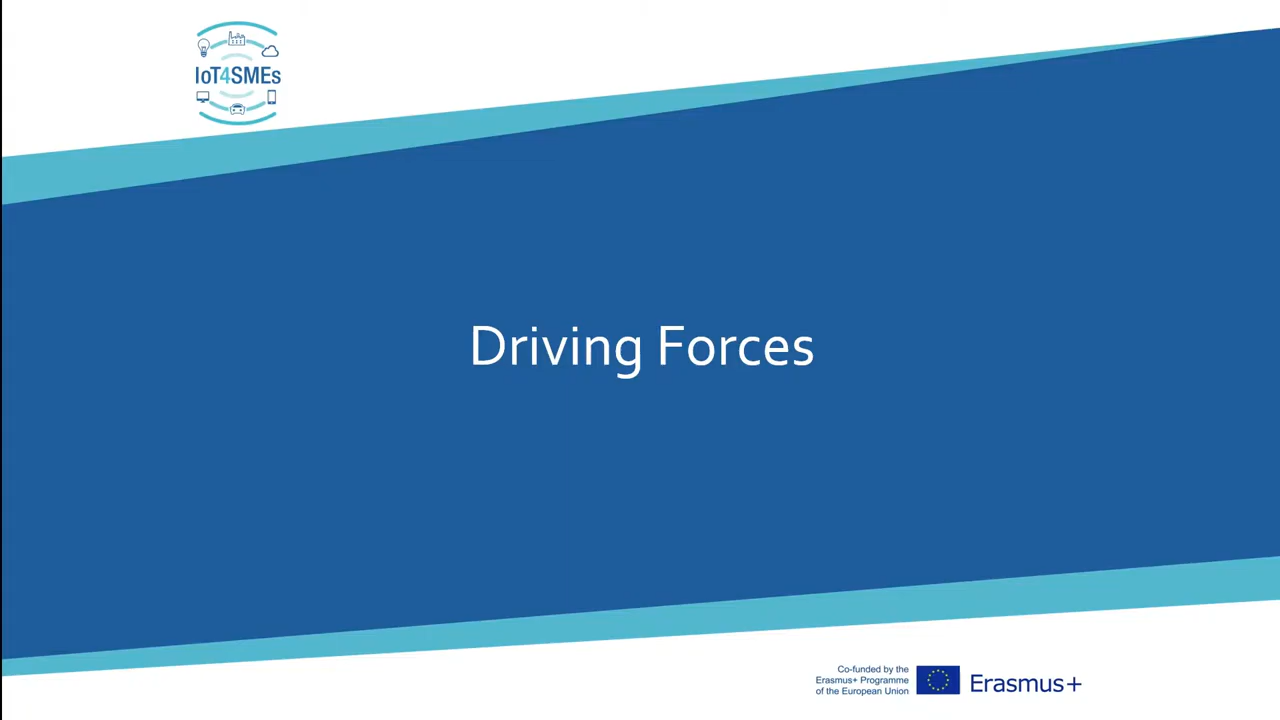 IoT4SMEs
Driving Forces
Co-funded by the
Erasmus+ Programme
of the European Union
Erasmus+